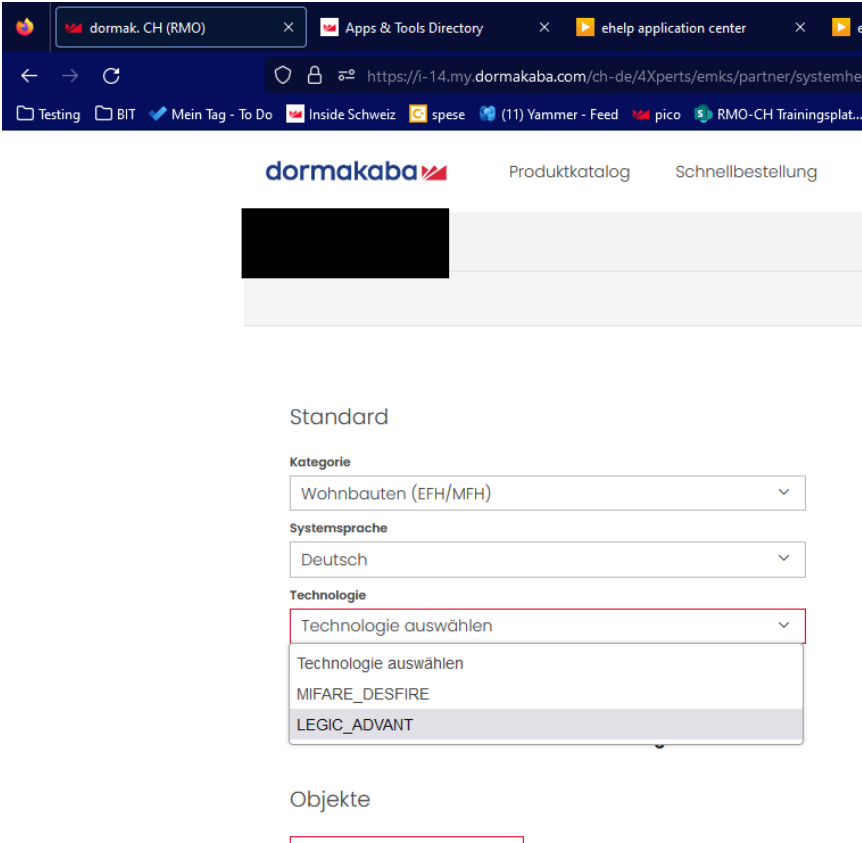 dormak. CH (RMO)
Apps & Tools Directory
ehelp application center
https://i-14.my.dormakaba.com/ch-de/4Xperts/emks/partner/systemhe
Testing
BIT
Mein Tag - To Do
Inside Schweiz
spese
(11) Yammer - Feed
pico
RMO-CH Trainingsplat...
dormakaba
Produktkatalog
Schnellbestellung
Standard
Kategorie
Wohnbauten (EFH/MFH)
Systemsprache
Deutsch
Technologie
Technologie auswählen
Technologie auswählen
MIFARE_DESFIRE
LEGIC_ADVANT
Objekte